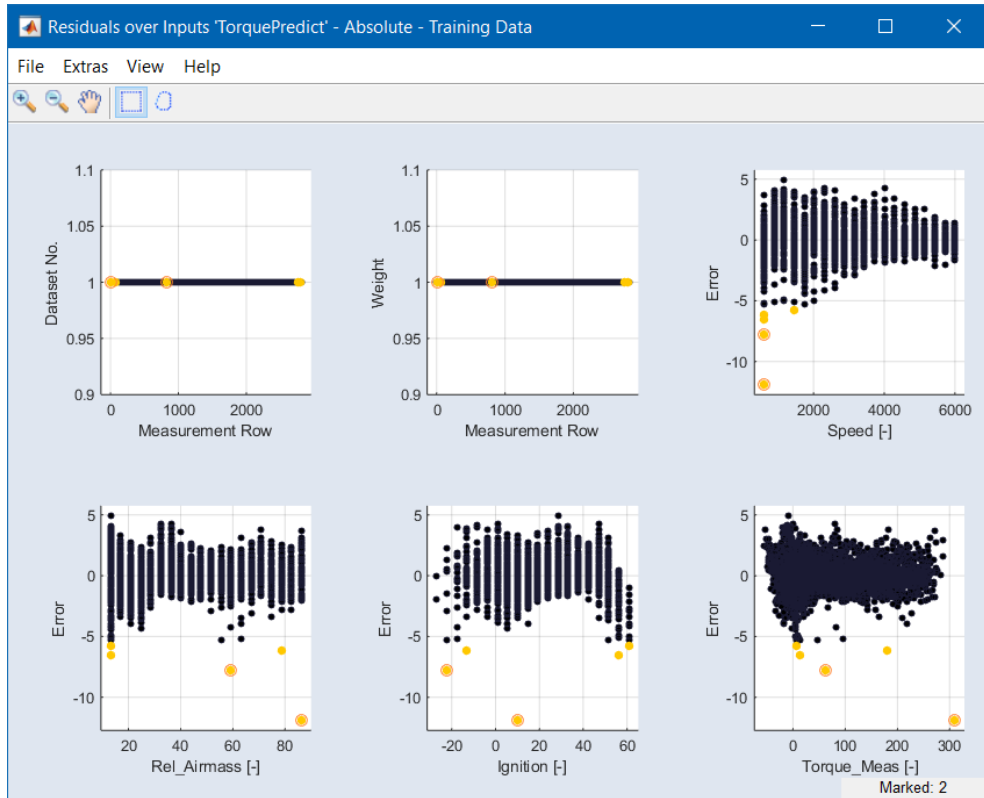 Residuals over Inputs 'TorquePredict' - Absolute - Training Data
File Extras View Help
1.1
1.05
1
0.95
0.9
Dataset No.
0 1000 2000
Measurement Row
1.1
1.05
1
0.95
0.9
Weight
0 1000 2000
Measurement Row
5
0
-5
-10
Error
2000 4000 6000
Speed [-]
5
0
-5
-10
Error
20 40 60 80
Rel_Airmass [-]
5
0
-5
-10
Error
-20 0 20 40 60
Ignition [-]
5
0
-5
-10
Error
0 100 200 300
Torque_Meas [-]
Marked: 2